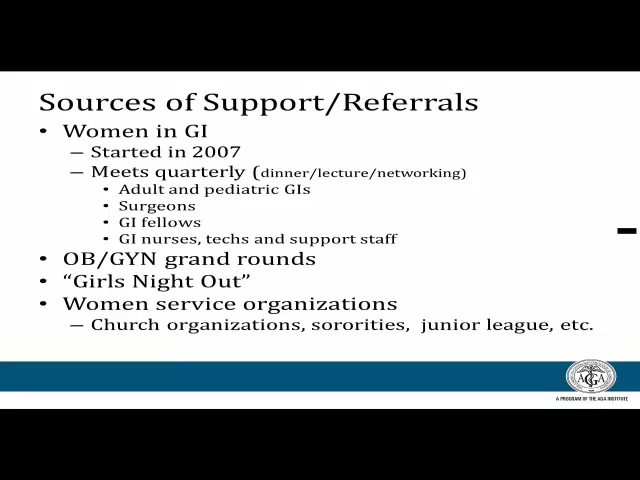 Sources of Support/Referrals
• Women in GI
– Started in 2007
– Meets quarterly (dinner/lecture/networking)
• Adult and pediatric GIs
• Surgeons
• GI fellows
• GI nurses, techs and support staff
• OB/GYN grand rounds
• “Girls Night Out”
• Women service organizations
– Church organizations, sororities, junior league, etc.
AGA
A PROGRAM OF THE AGA INSTITUTE